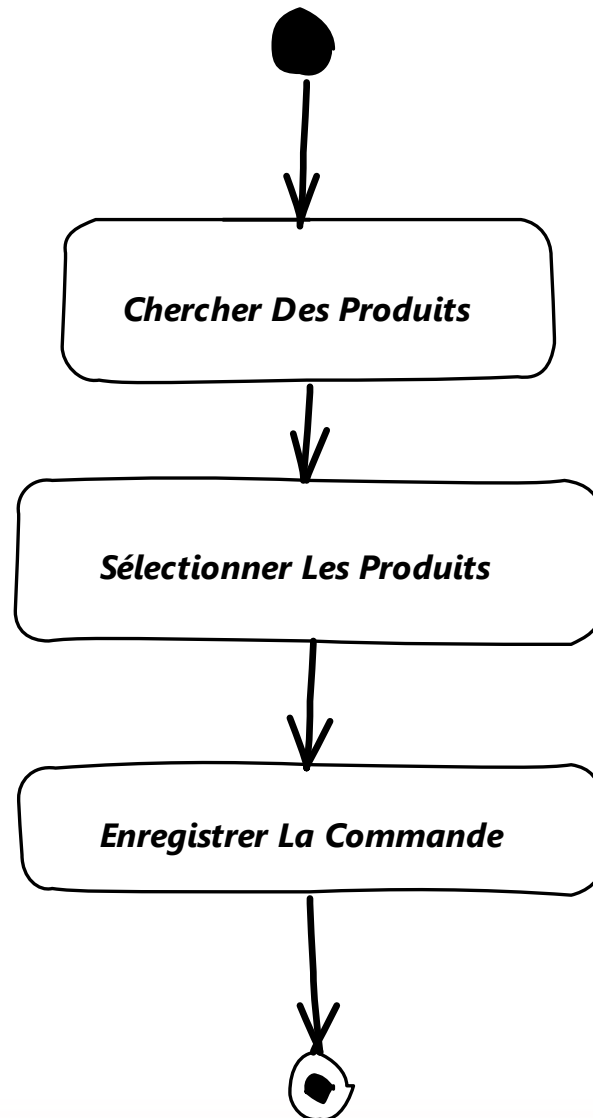 Chercher Des Produits
Sélectionner Les Produits
Enregistrer La Commande